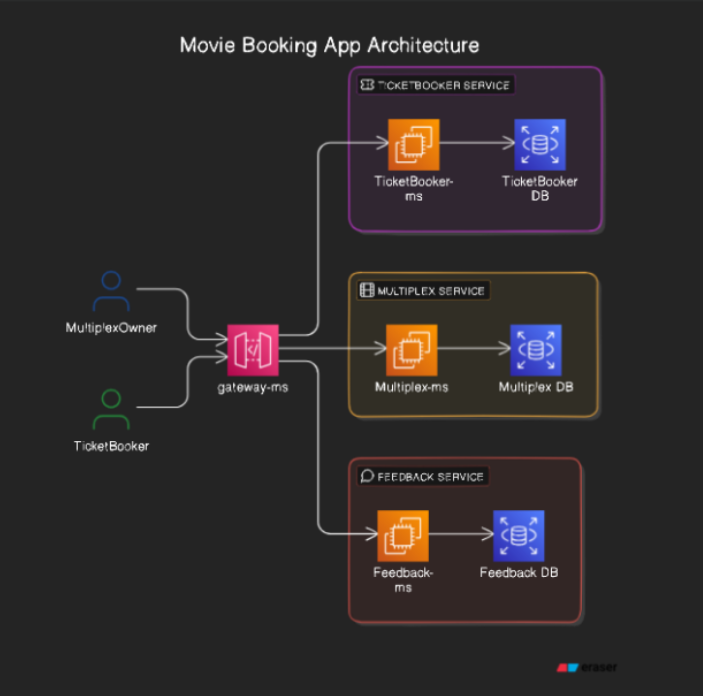 Movie Booking App Architecture
TICKETBOOKER SERVICE
TicketBooker-
ms
TicketBooker
DB
MultiplexOwner
MULTIPLEX SERVICE
gateway-ms
Multiplex-ms
Multiplex DB
TicketBooker
FEEDBACK SERVICE
Feedback-
ms
Feedback DB
eraser